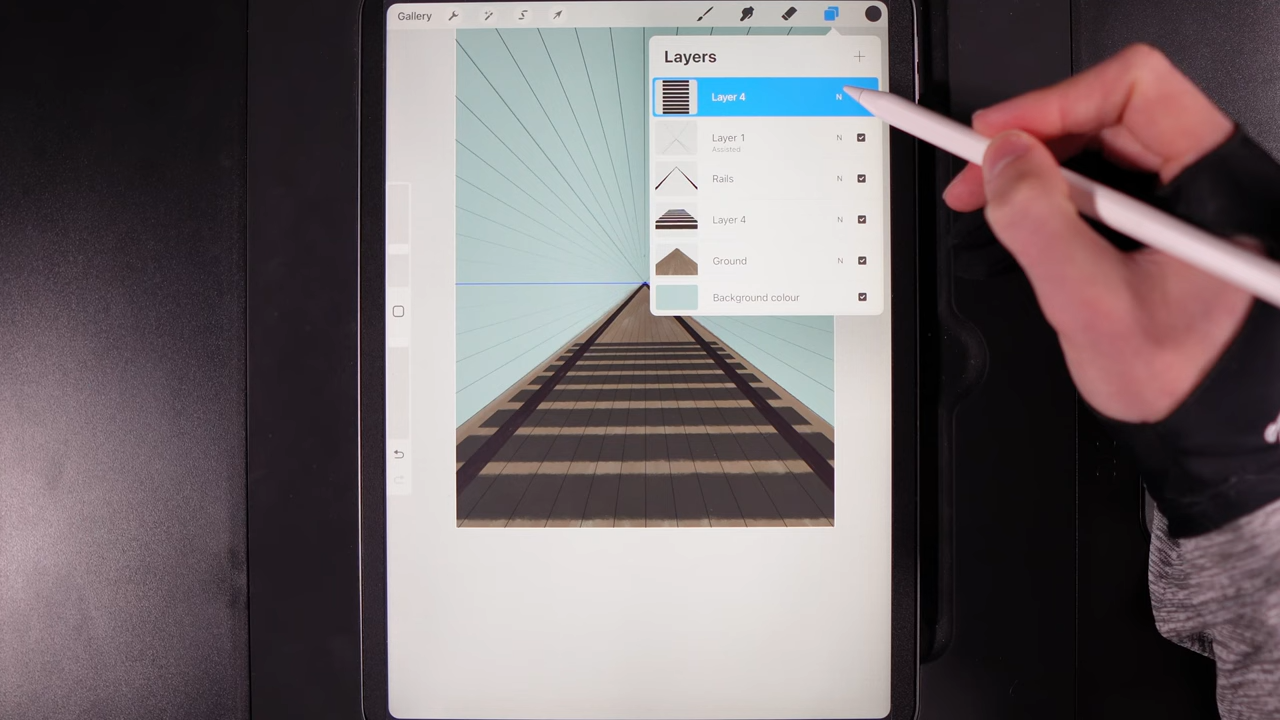 Gallery
Layers
Layer 4 N
Layer 1 N
Assisted
Rails N
Layer 4 N
Ground N
Background colour